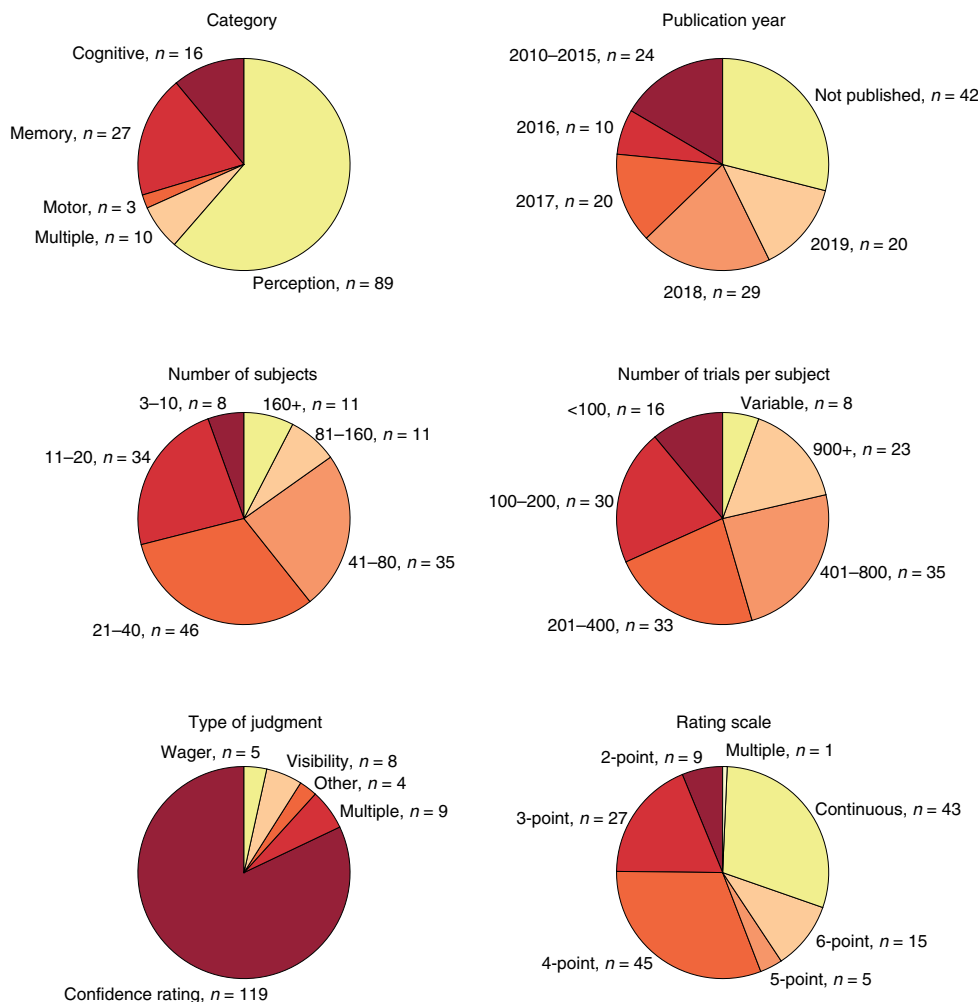 Category
Cognitive, n = 16
Memory, n = 27
Motor, n = 3
Multiple, n = 10
Perception, n = 89
Publication year
2010–2015, n = 24
Not published, n = 42
2016, n = 10
2017, n = 20
2019, n = 20
2018, n = 29
Number of subjects
3–10, n = 8
160+, n = 11
81–160, n = 11
11–20, n = 34
41–80, n = 35
21–40, n = 46
Number of trials per subject
<100, n = 16
Variable, n = 8
900+, n = 23
100–200, n = 30
401–800, n = 35
201–400, n = 33
Type of judgment
Wager, n = 5
Visibility, n = 8
Other, n = 4
Multiple, n = 9
Confidence rating, n = 119
Rating scale
2-point, n = 9
Multiple, n = 1
Continuous, n = 43
3-point, n = 27
6-point, n = 15
4-point, n = 45
5-point, n = 5